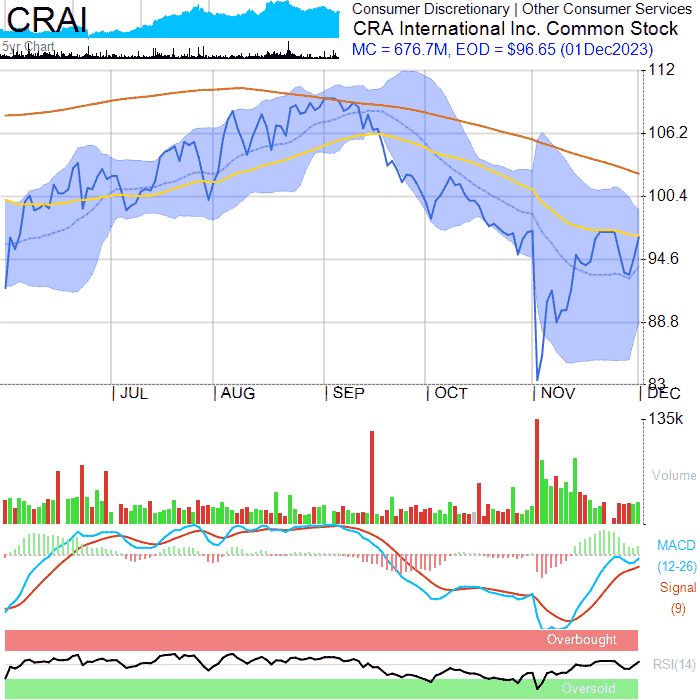 CRAI
Consumer Discretionary | Other Consumer Services
CRA International Inc. Common Stock
MC = 676.7M, EOD = $96.65 (01Dec2023)
5yr Chart
112
106.2
100.4
94.6
88.8
83
JUL
AUG
SEP
OCT
NOV
DEC
135k
Volume
MACD
(12-26)
Signal
(9)
Overbought
RSI(14)
Oversold